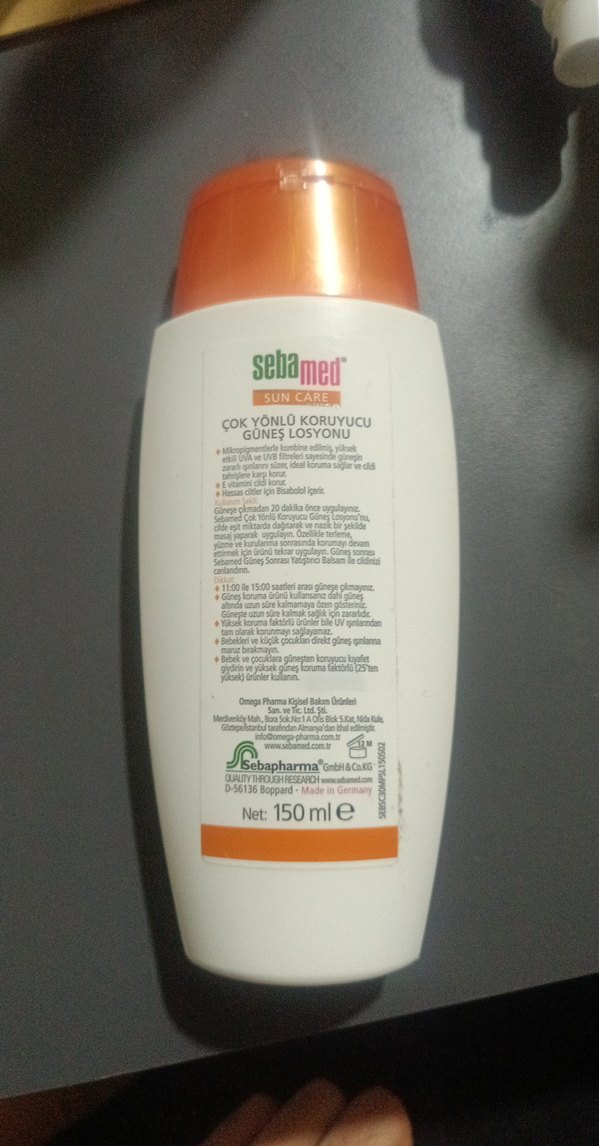 sebamed®
SUN CARE
ÇOK YÖNLÜ KORUYUCU
GÜNEŞ LOSYONU
♦ Mikropigmentlerle kombine edilmiş, yüksek
etkili UVA ve UVB filtreleri sayesinde güneşin
zararlı ışınlarını süzer, ideal koruma sağlar ve cildi
tahrişlere karşı korur.
♦ E vitamini cildi korur.
♦ Hassas ciltler için Bisabolol içerir.
Kullanım Şekli:
Güneşe çıkmadan 20 dakika önce uygulayınız.
Sebamed Çok Yönlü Koruyucu Güneş Losyonu'nu,
cilde eşit miktarda dağıtarak ve nazik bir şekilde
masaj yaparak uygulayın. Özellikle terleme,
yüzme ve kurulanma sonrasında korumayı devam
ettirmek için ürünü tekrar uygulayın. Güneş sonrası
Sebamed Güneş Sonrası Yatıştırıcı Balsam ile cildinizi
canlandırın.
Dikkat:
♦ 11:00 ile 15:00 saatleri arası güneşe çıkmayınız.
♦ Güneş koruma ürünü kullansanız dahi güneş
altında uzun süre kalmamaya özen gösteriniz.
Güneşte uzun süre kalmak sağlık için zararlıdır.
♦ Yüksek koruma faktörlü ürünler bile UV ışınlarından
tam olarak korunmayı sağlayamaz.
♦ Bebekleri ve küçük çocukları direkt güneş ışınlarına
maruz bırakmayın.
♦ Bebek ve çocuklara güneşten koruyucu kıyafet
giydirin ve yüksek güneş koruma faktörlü (25'ten
yüksek) ürünler kullanın.
Omega Pharma Kişisel Bakım Ürünleri
San. ve Tic. Ltd. Şti.
Merdivenköy Mah., Bora Sok.No:1 A Ofis Blok 5.Kat, Nida Kule,
Göztepe/İstanbul tarafından Almanya'dan ithal edilmiştir.
info@omega-pharma.com.tr
www.sebamed.com.tr
12 M
Sebapharma® GmbH & Co.KG
QUALITY THROUGH RESEARCH www.sebamed.com
D-56136 Boppard - Made in Germany
Net: 150 ml e
SEBSC30MPSL150S02